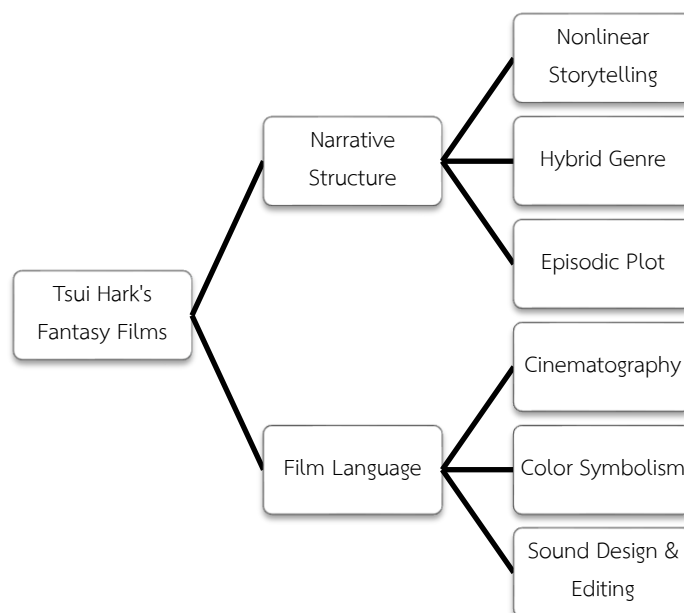 Nonlinear
Storytelling
Narrative
Structure
Hybrid Genre
Episodic Plot
Tsui Hark's
Fantasy Films
Cinematography
Film Language
Color Symbolism
Sound Design &
Editing